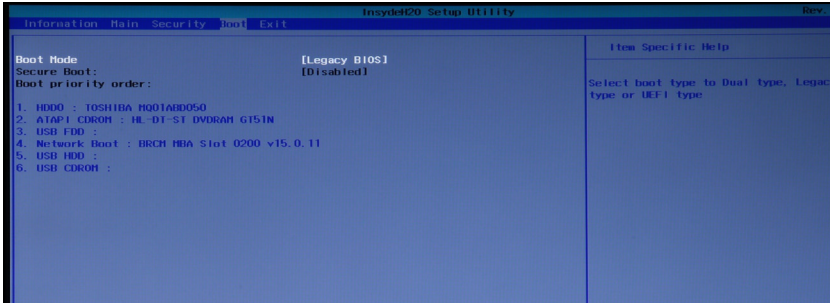 InsydeH20 Setup Utility Rev.
Information Main Security Boot Exit
Item Specific Help
Boot Mode [Legacy BIOS]
Secure Boot: [Disabled]
Boot priority order:
Select boot type to Dual type, Legac
type or UEFI type
1. HDD0 : TOSHIBA MQ01ABD050
2. ATAPI CDROM : HL-DT-ST DVDRAM GT51N
3. USB FDD :
4. Network Boot : BRCM MBA Slot 0200 v15.0.11
5. USB HDD :
6. USB CDROM :